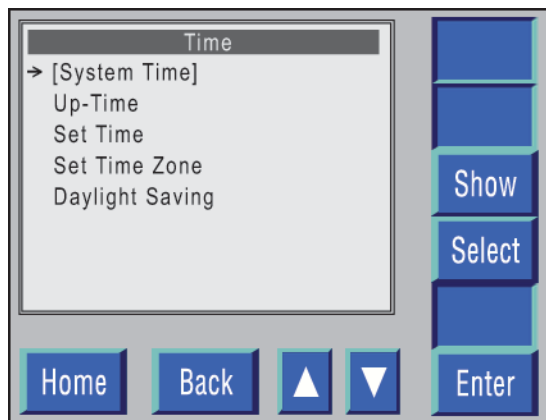 Time
→ [System Time]
Up-Time
Set Time
Set Time Zone
Daylight Saving
Show
Select
Home
Back
Enter